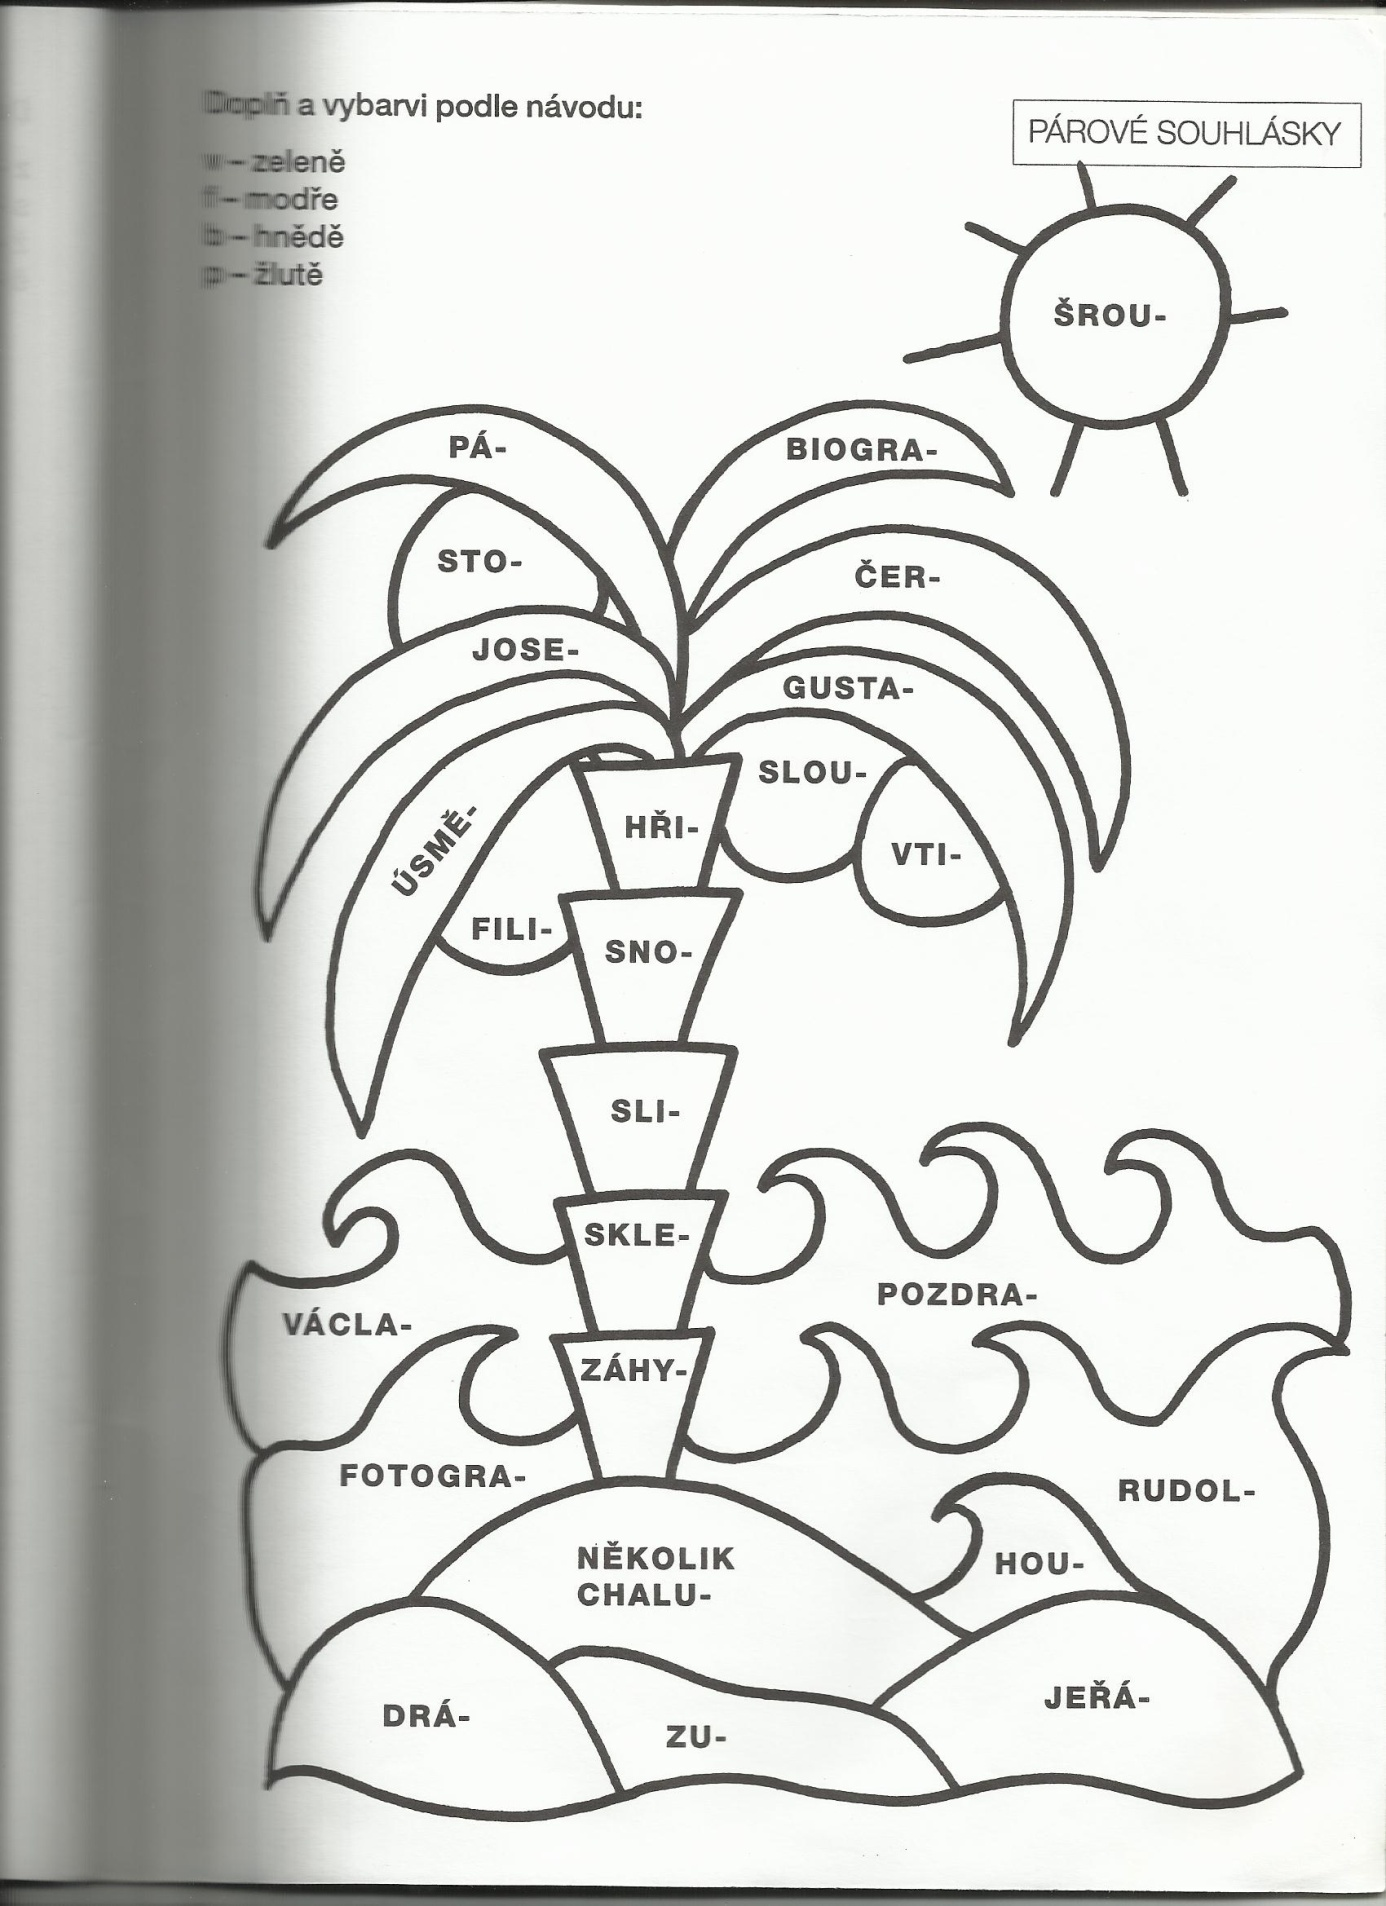 Doplň a vybarvi podle návodu:
PÁROVÉ SOUHLÁSKY
v – zeleně
f – modře
b – hnědě
p – žlutě
ŠROU-
PÁ-
BIOGRA-
STO-
ČER-
JOSE-
GUSTA-
SLOU-
ÚSMĚ-
HŘI-
VTI-
FILI-
SNO-
SLI-
SKLE-
POZDRA-
VÁCLA-
ZÁHY-
FOTOGRA-
RUDOL-
NĚKOLIK
CHALU-
HOU-
DRÁ-
ZU-
JEŘÁ-